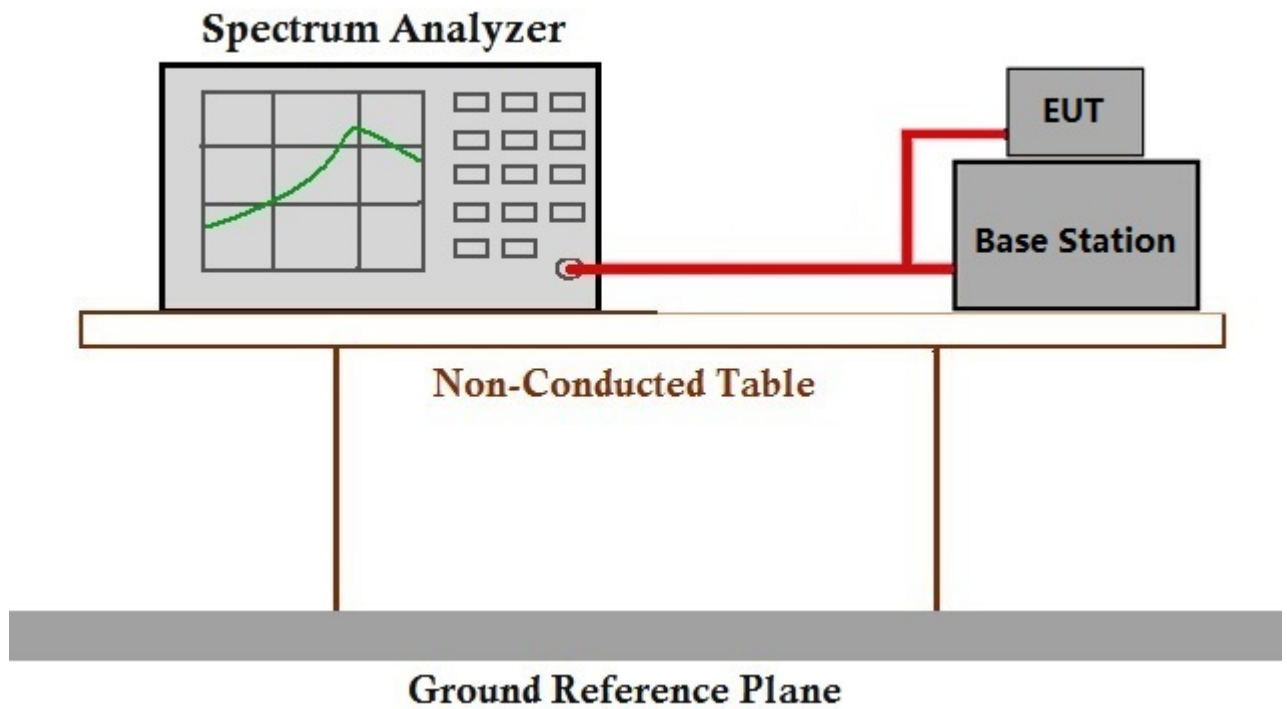 Spectrum Analyzer
EUT
Base Station
Non-Conducted Table
Ground Reference Plane